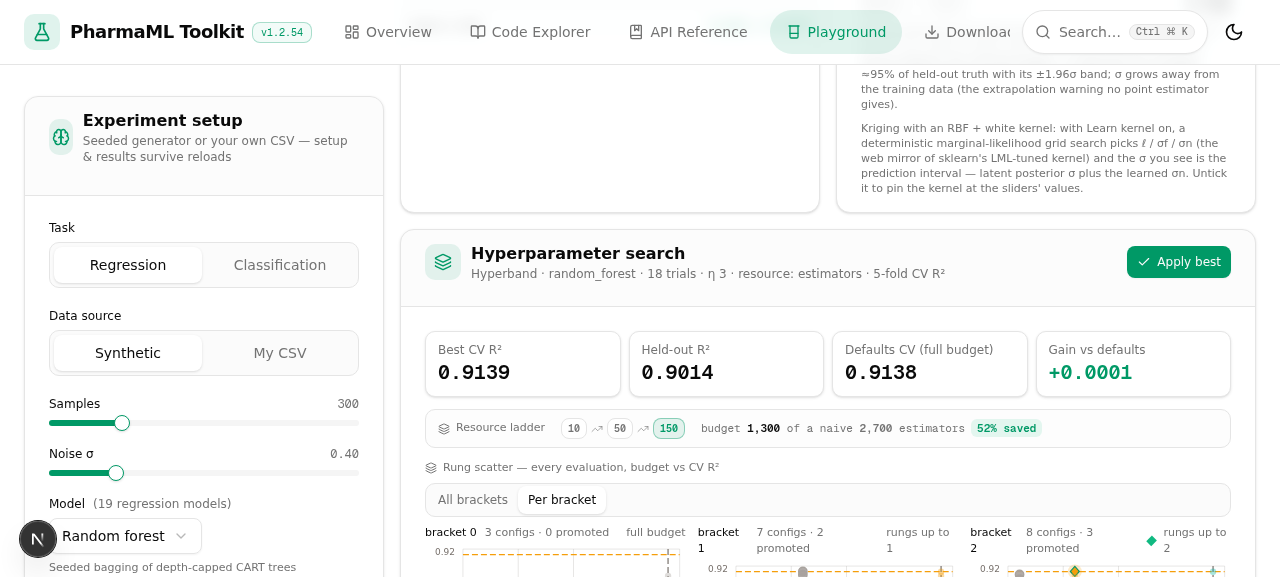 PharmaML Toolkit
v1.2.54
Overview
Code Explorer
API Reference
Playground
Download
Search…
Ctrl ⌘ K
Experiment setup
Seeded generator or your own CSV — setup
& results survive reloads
Task
Regression
Classification
Data source
Synthetic
My CSV
Samples
300
Noise σ
0.40
Model (19 regression models)
Random forest
N
Seeded bagging of depth-capped CART trees
≈95% of held-out truth with its ±1.96σ band; σ grows away from
the training data (the extrapolation warning no point estimator
gives).
Kriging with an RBF + white kernel: with Learn kernel on, a
deterministic marginal-likelihood grid search picks ℓ / σf / σn (the
web mirror of sklearn's LML-tuned kernel) and the σ you see is the
prediction interval — latent posterior σ plus the learned σn. Untick
it to pin the kernel at the sliders' values.
Hyperparameter search
Hyperband · random_forest · 18 trials · η 3 · resource: estimators · 5-fold CV R²
Apply best
Best CV R²
0.9139
Held-out R²
0.9014
Defaults CV (full budget)
0.9138
Gain vs defaults
+0.0001
Resource ladder
10
50
150
budget 1,300 of a naive 2,700 estimators
52% saved
Rung scatter — every evaluation, budget vs CV R²
All brackets
Per bracket
bracket 0
3 configs · 0 promoted
full budget
0.92
bracket
1
7 configs · 2
promoted
rungs up to
1
0.92
bracket
2
8 configs · 3
promoted
rungs up to
2
0.92